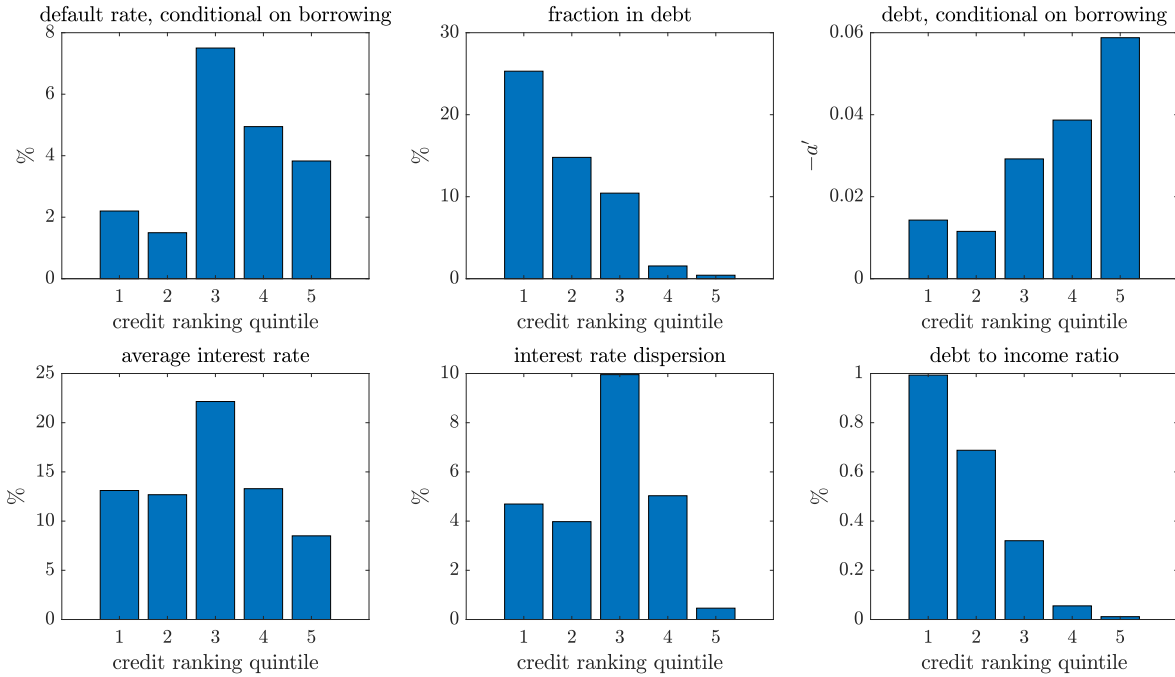 default rate, conditional on borrowing
8
6
4
2
0
%
1 2 3 4 5
credit ranking quintile
fraction in debt
30
20
10
0
%
1 2 3 4 5
credit ranking quintile
debt, conditional on borrowing
0.06
0.04
0.02
0
−a′
1 2 3 4 5
credit ranking quintile
average interest rate
25
20
15
10
5
0
%
1 2 3 4 5
credit ranking quintile
interest rate dispersion
10
8
6
4
2
0
%
1 2 3 4 5
credit ranking quintile
debt to income ratio
1
0.8
0.6
0.4
0.2
0
%
1 2 3 4 5
credit ranking quintile